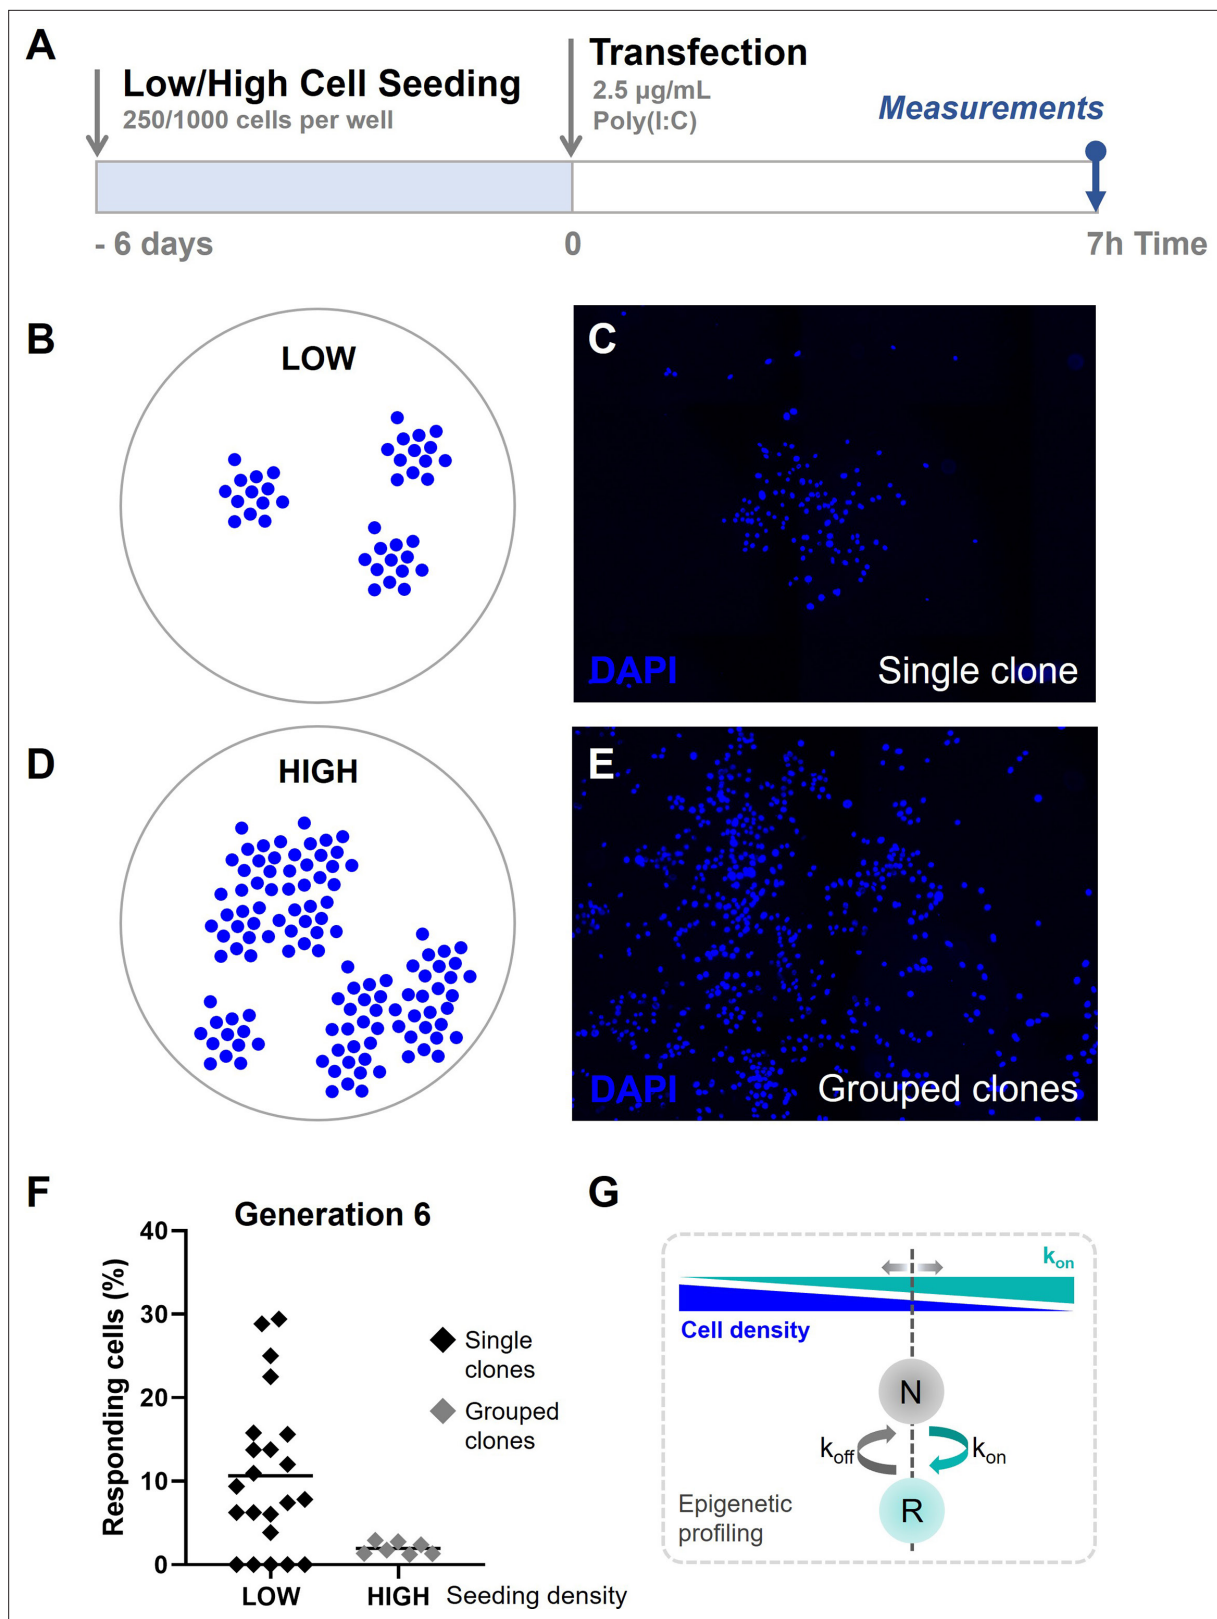 A
Low/High Cell Seeding
250/1000 cells per well
Transfection
2.5 µg/mL
Poly(I:C)
Measurements
- 6 days
0
7h Time
B
LOW
C
DAPI
Single clone
D
HIGH
E
DAPI
Grouped clones
F
Generation 6
Responding cells (%)
40
30
20
10
0
LOW
HIGH
Seeding density
Single
clones
Grouped
clones
G
kon
Cell density
N
koff
kon
R
Epigenetic
profiling